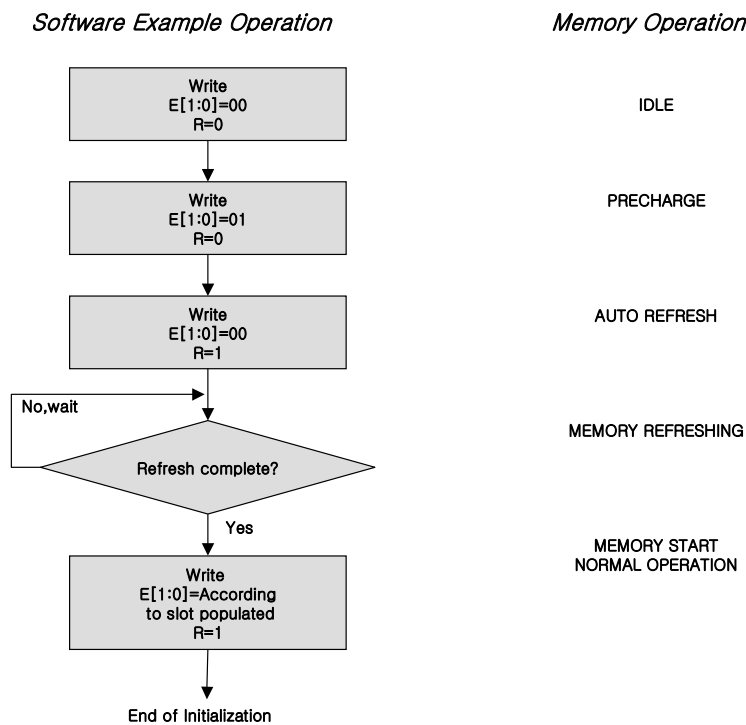 Software Example Operation
Memory Operation
Write
E[1:0]=00
R=0
IDLE
Write
E[1:0]=01
R=0
PRECHARGE
Write
E[1:0]=00
R=1
AUTO REFRESH
No,wait
Refresh complete?
MEMORY REFRESHING
Yes
Write
E[1:0]=According
to slot populated
R=1
MEMORY START
NORMAL OPERATION
End of Initialization